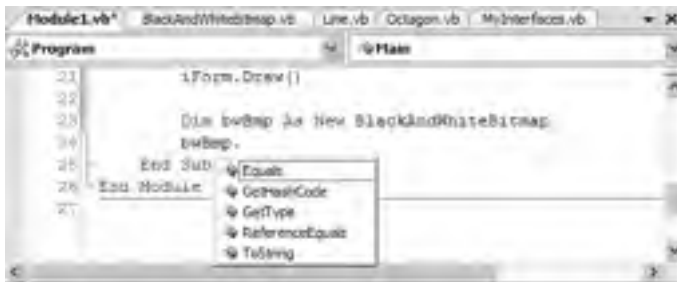 Module1.vb* BlackAndWhiteBitmap.vb Line.vb Octagon.vb MyInterfaces.vb
Program Main
21 iForm.Draw()
22
23 Dim bwBmp As New BlackAndWhiteBitmap
24 bwBmp.
25 End Sub
Equals
26 End Module
GetHashCode
27
GetType
ReferenceEquals
ToString